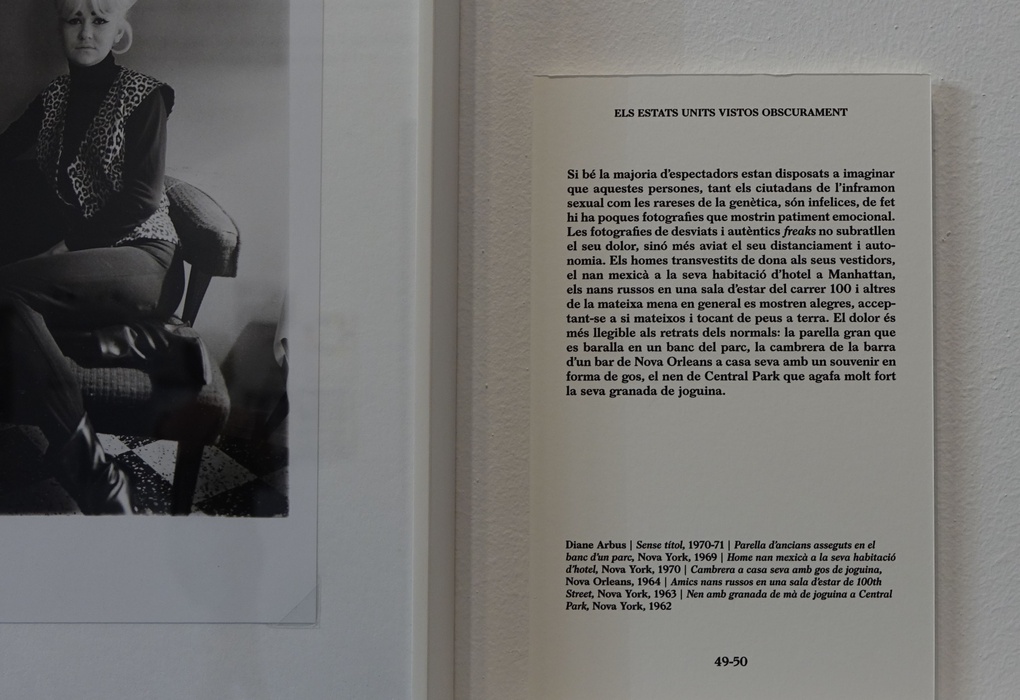 ELS ESTATS UNITS VISTOS OBSCURAMENT
Si bé la majoria d'espectadors estan disposats a imaginar
que aquestes persones, tant els ciutadans de l'inframon
sexual com les rareses de la genètica, són infelices, de fet
hi ha poques fotografies que mostrin patiment emocional.
Les fotografies de desviats i autèntics freaks no subratllen
el seu dolor, sinó més aviat el seu distanciament i auto-
nomia. Els homes transvestits de dona als seus vestidors,
el nan mexicà a la seva habitació d'hotel a Manhattan,
els nans russos en una sala d'estar del carrer 100 i altres
de la mateixa mena en general es mostren alegres, accep-
tant-se a si mateixos i tocant de peus a terra. El dolor és
més llegible als retrats dels normals: la parella gran que
es baralla en un banc del parc, la cambrera de la barra
d'un bar de Nova Orleans a casa seva amb un souvenir en
forma de gos, el nen de Central Park que agafa molt fort
la seva granada de joguina.
Diane Arbus | Sense títol, 1970-71 | Parella d'ancians asseguts en el
banc d'un parc, Nova York, 1969 | Home nan mexicà a la seva habitació
d'hotel, Nova York, 1970 | Cambrera a casa seva amb gos de joguina,
Nova Orleans, 1964 | Amics nans russos en una sala d'estar de 100th
Street, Nova York, 1963 | Nen amb granada de mà de joguina a Central
Park, Nova York, 1962
49-50